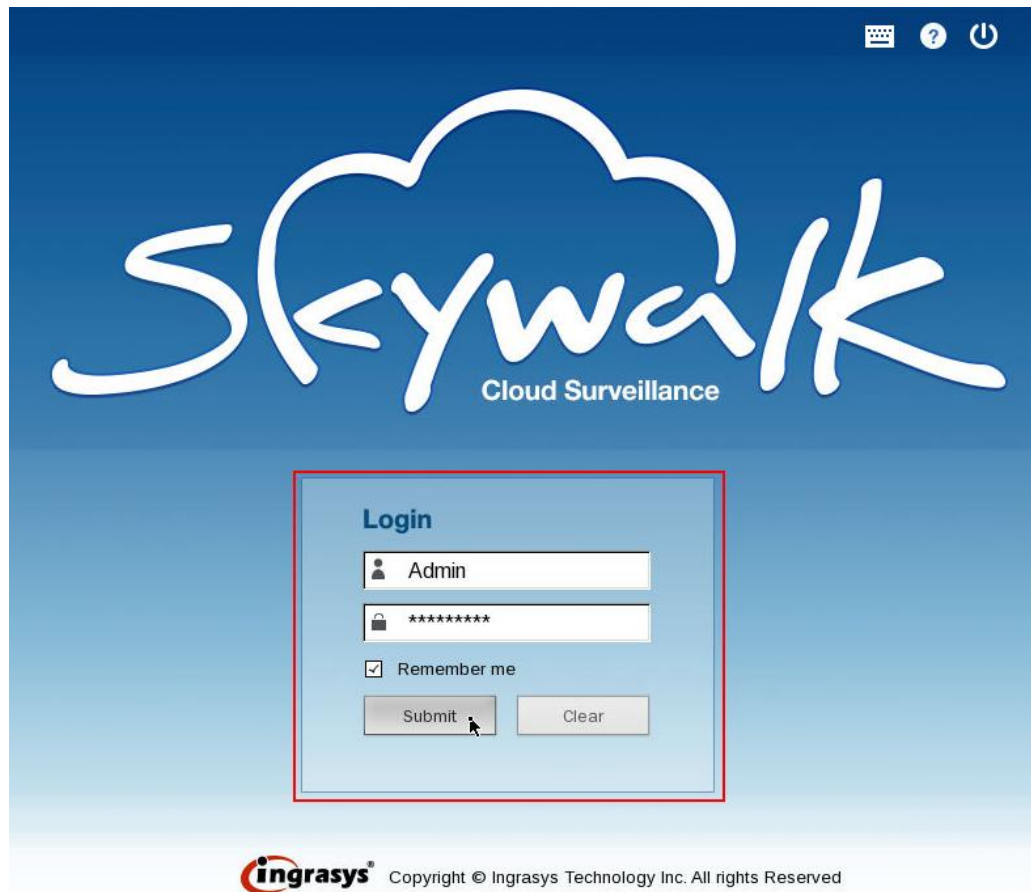 ?
Skywalk
Cloud Surveillance
Login
Admin
*********
Remember me
Submit
Clear
ingrasys® Copyright © Ingrasys Technology Inc. All rights Reserved